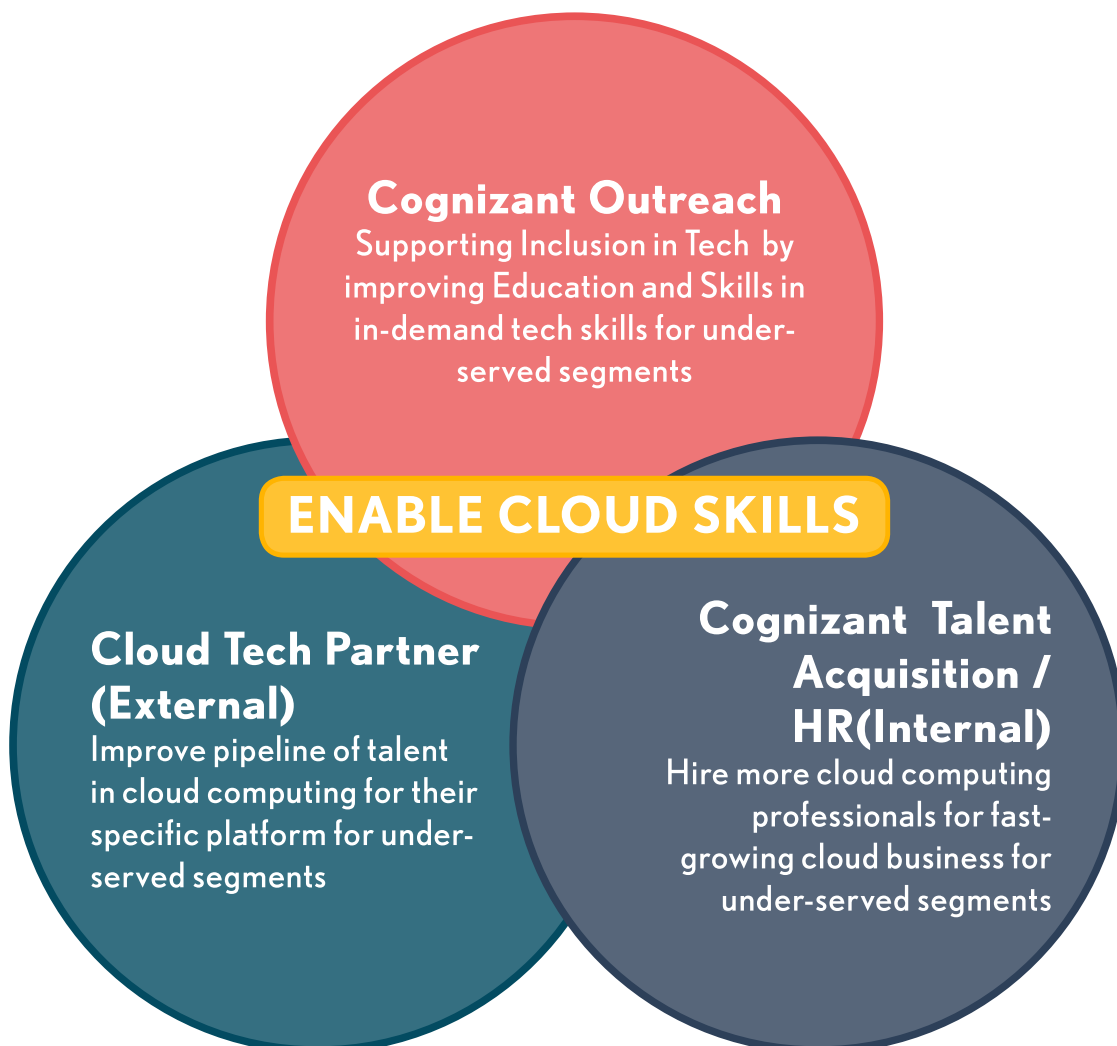 Cognizant Outreach
Supporting Inclusion in Tech by
improving Education and Skills in
in-demand tech skills for under-
served segments
ENABLE CLOUD SKILLS
Cloud Tech Partner
(External)
Improve pipeline of talent
in cloud computing for their
specific platform for under-
served segments
Cognizant Talent
Acquisition /
HR(Internal)
Hire more cloud computing
professionals for fast-
growing cloud business for
under-served segments